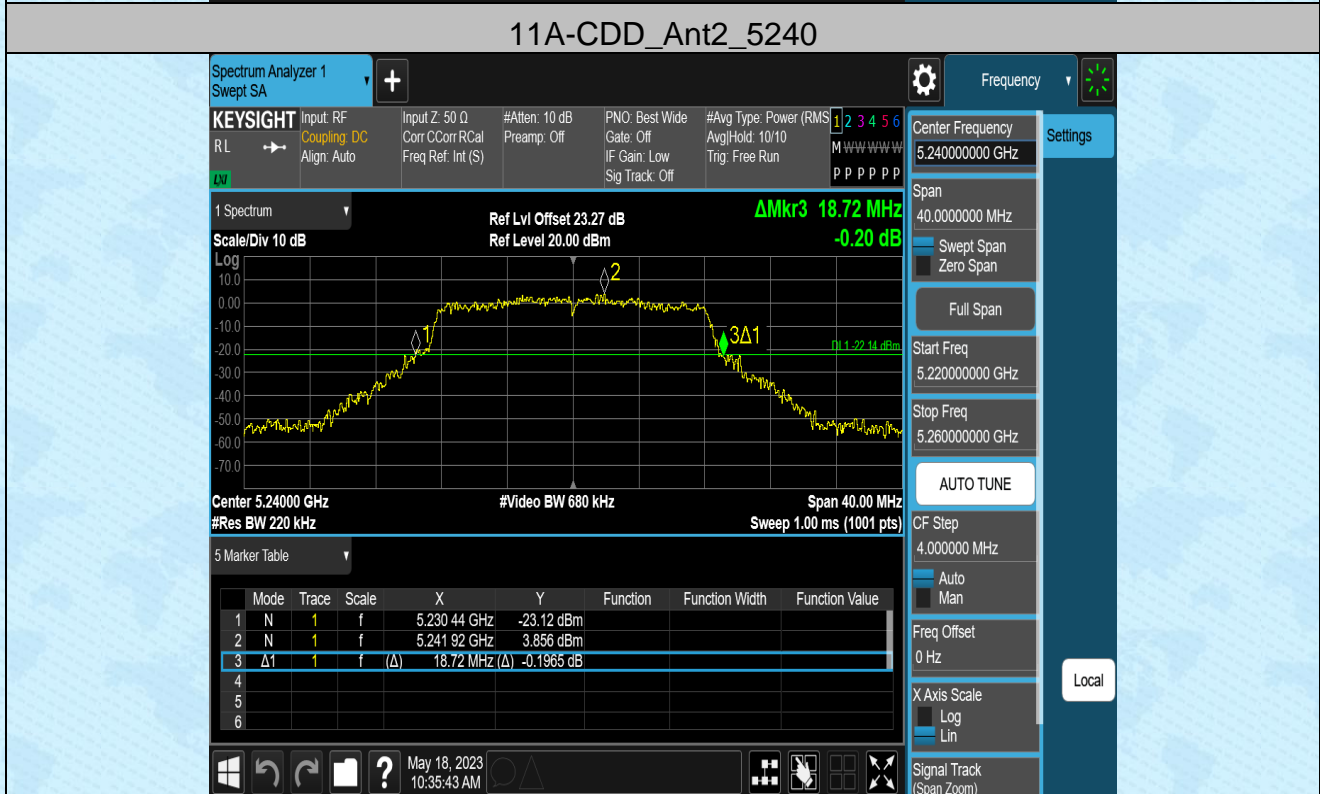 11A-CDD_Ant2_5240
Spectrum Analyzer 1
Swept SA
Frequency
KEYSIGHT
RL
LXI
Input: RF
Coupling: DC
Align: Auto
Input Z: 50 Ω
Corr CCorr RCal
Freq Ref: Int (S)
#Atten: 10 dB
Preamp: Off
PNO: Best Wide
Gate: Off
IF Gain: Low
Sig Track: Off
#Avg Type: Power (RMS
Avg|Hold: 10/10
Trig: Free Run
1 2 3 4 5 6
M W W W W W
P P P P P P
1 Spectrum
Scale/Div 10 dB
Log
Ref Lvl Offset 23.27 dB
Ref Level 20.00 dBm
ΔMkr3 18.72 MHz
-0.20 dB
10.0
0.00
-10.0
-20.0
-30.0
-40.0
-50.0
-60.0
-70.0
1
2
3Δ1
DL1 -22.14 dBm
Center 5.24000 GHz
#Video BW 680 kHz
Span 40.00 MHz
#Res BW 220 kHz
Sweep 1.00 ms (1001 pts)
5 Marker Table
Mode Trace Scale X Y Function Function Width Function Value
1 N 1 f 5.230 44 GHz -23.12 dBm
2 N 1 f 5.241 92 GHz 3.856 dBm
3 Δ1 1 f (Δ) 18.72 MHz (Δ) -0.1965 dB
4
5
6
May 18, 2023
10:35:43 AM
Center Frequency
5.240000000 GHz
Settings
Span
40.0000000 MHz
Swept Span
Zero Span
Full Span
Start Freq
5.220000000 GHz
Stop Freq
5.260000000 GHz
AUTO TUNE
CF Step
4.000000 MHz
Auto
Man
Freq Offset
0 Hz
Local
X Axis Scale
Log
Lin
Signal Track
(Span Zoom)